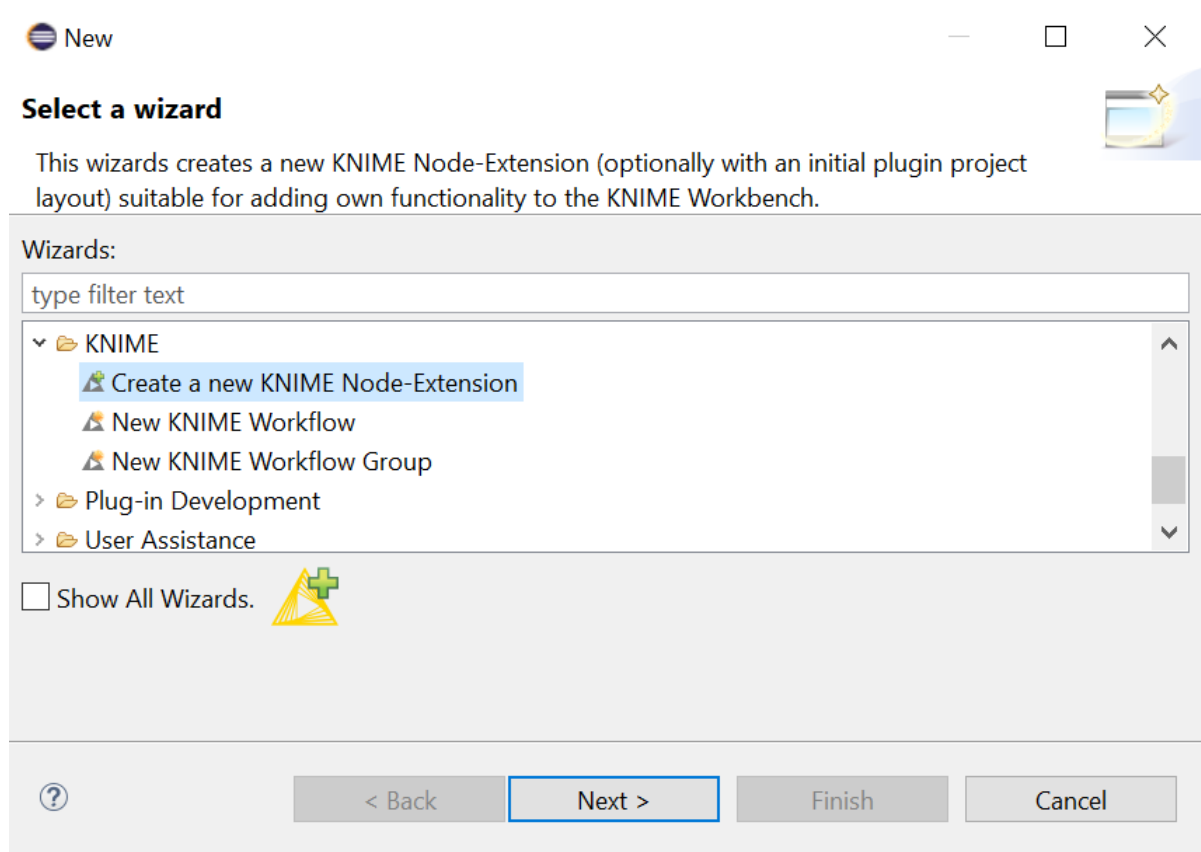 New
Select a wizard
This wizards creates a new KNIME Node-Extension (optionally with an initial plugin project
layout) suitable for adding own functionality to the KNIME Workbench.
Wizards:
type filter text
KNIME
Create a new KNIME Node-Extension
New KNIME Workflow
New KNIME Workflow Group
Plug-in Development
User Assistance
Show All Wizards.
? < Back Next > Finish Cancel